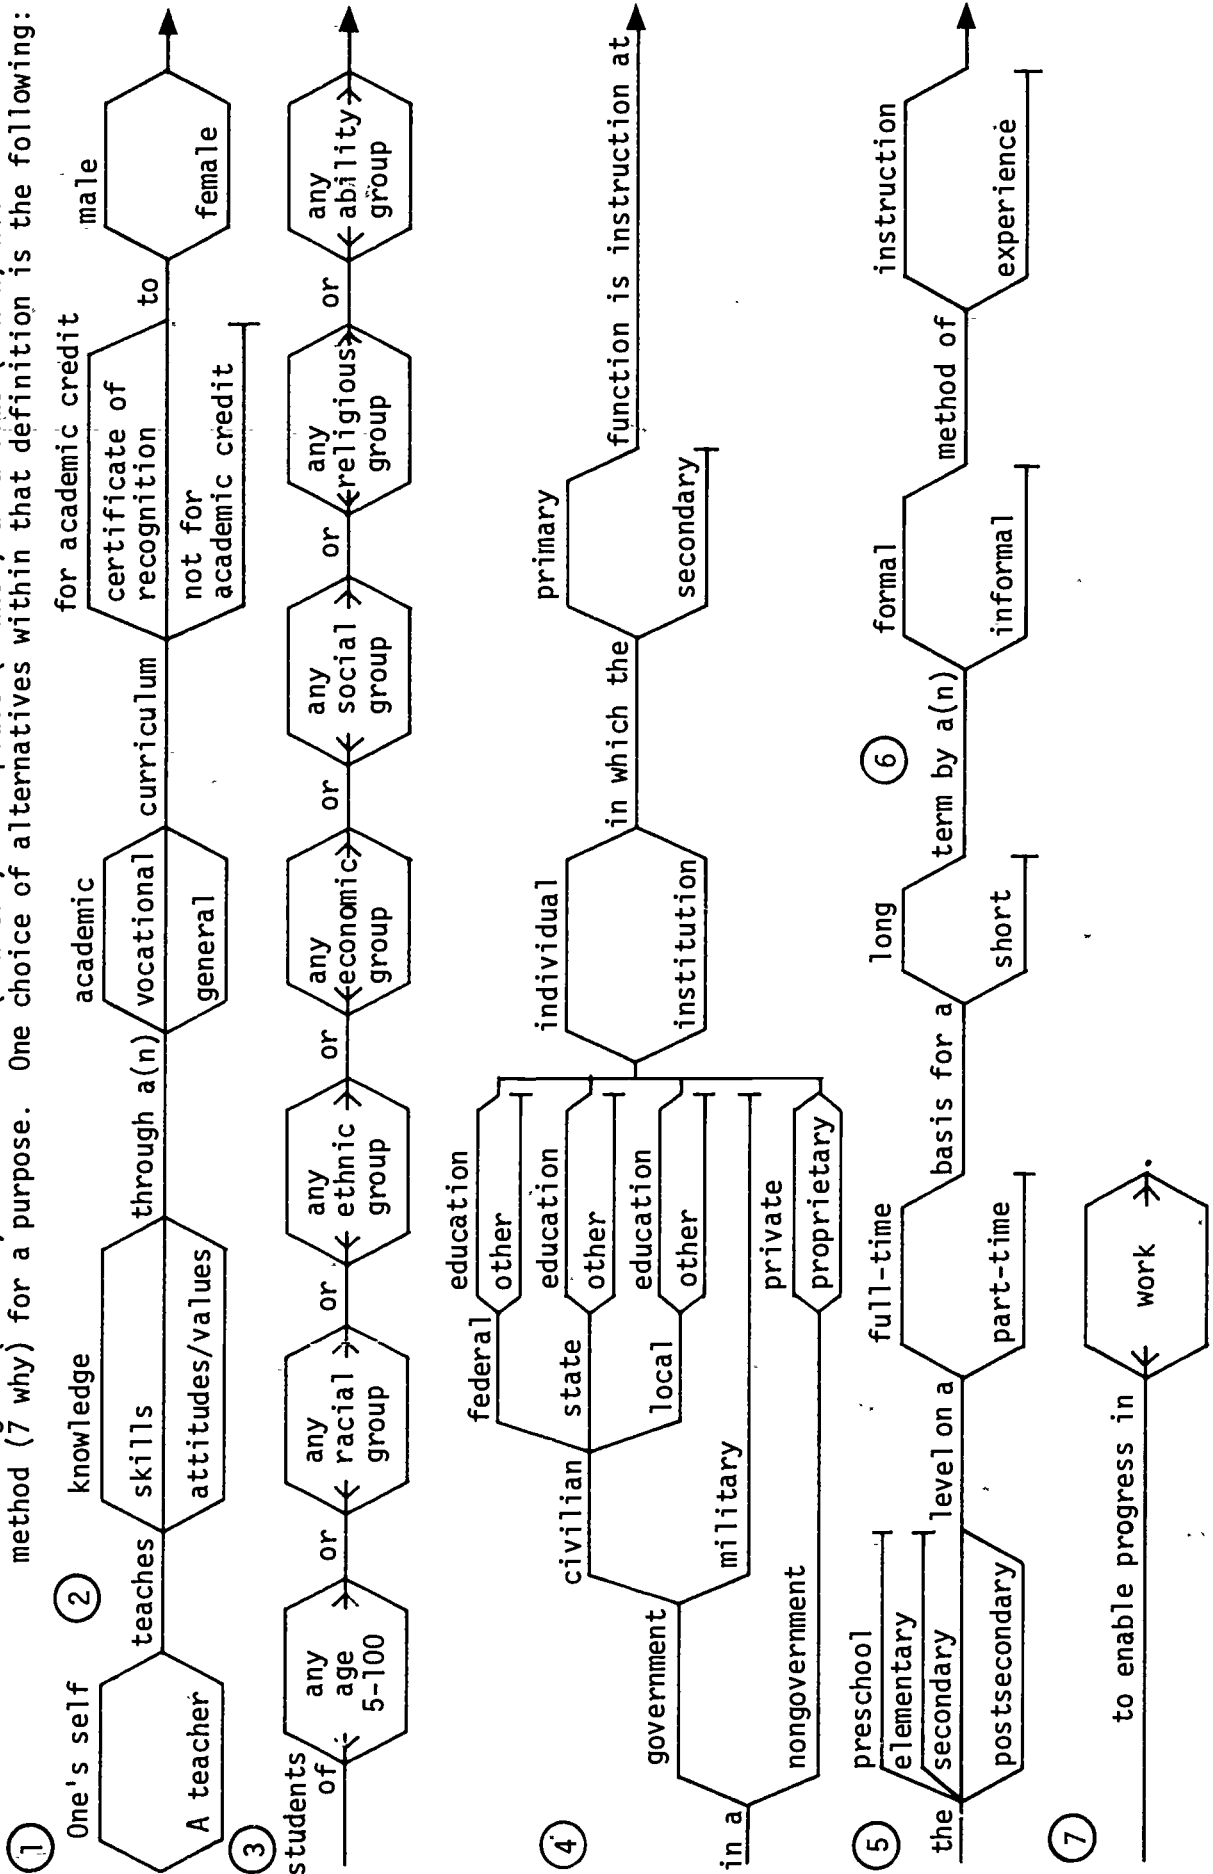 method (7 why) for a purpose. One choice of alternatives within that definition is the following:
1
One's self
A teacher
2
teaches
knowledge
skills
attitudes/values
through a(n)
academic
vocational
general
curriculum
for academic credit
certificate of
recognition
not for
academic credit
to
male
female
3
students
of
any
age
5-100
or
any
racial
group
or
any
ethnic
group
or
any
economic
group
or
any
social
group
or
any
religious
group
or
any
ability
group
4
in a
government
nongovernment
civilian
military
federal
state
local
education
other
education
other
education
other
private
proprietary
individual
institution
in which the
primary
secondary
function is instruction at
5
the
preschool
elementary
secondary
postsecondary
level on a
full-time
part-time
basis for a
long
short
6
term by a(n)
formal
informal
method of
instruction
experience
7
to enable progress in
work
.